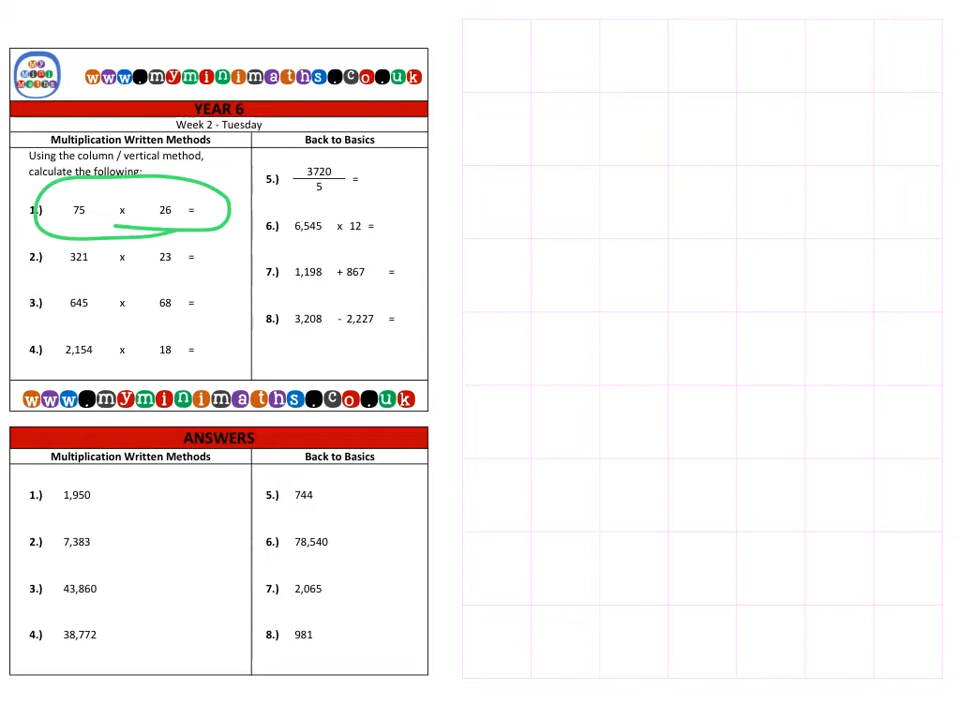 My
Mini
Maths
www.myminimaths.co.uk
YEAR 6
Week 2 - Tuesday
Multiplication Written Methods
Back to Basics
Using the column / vertical method,
calculate the following:
1.) 75 x 26 =
2.) 321 x 23 =
3.) 645 x 68 =
4.) 2,154 x 18 =
5.) 3720
5 =
6.) 6,545 x 12 =
7.) 1,198 + 867 =
8.) 3,208 - 2,227 =
www.myminimaths.co.uk
ANSWERS
Multiplication Written Methods
Back to Basics
1.) 1,950
2.) 7,383
3.) 43,860
4.) 38,772
5.) 744
6.) 78,540
7.) 2,065
8.) 981